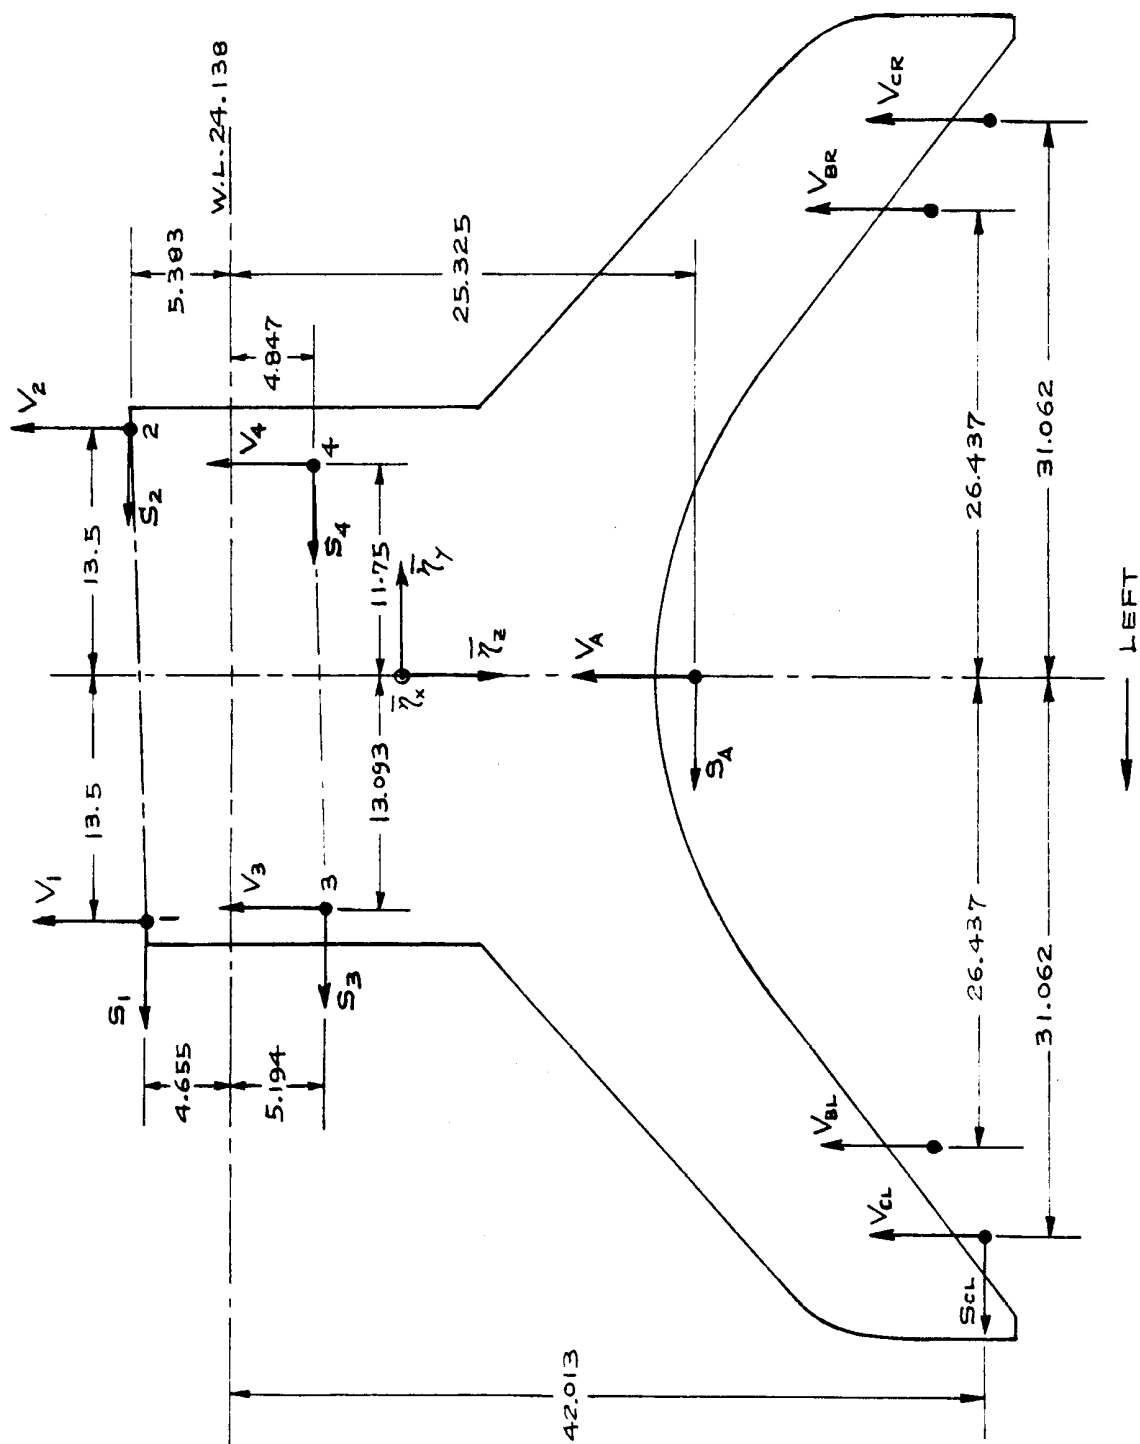 V1
V2
W.L. 24.138
13.5
13.5
5.383
S1
S2
1
2
4.655
V3
V4
4.847
5.194
3
4
S3
S4
25.325
13.093
11.75
η̅x
η̅y
η̅z
VA
SA
VBL
VBR
VCL
VCR
SCL
26.437
26.437
31.062
31.062
42.013
LEFT